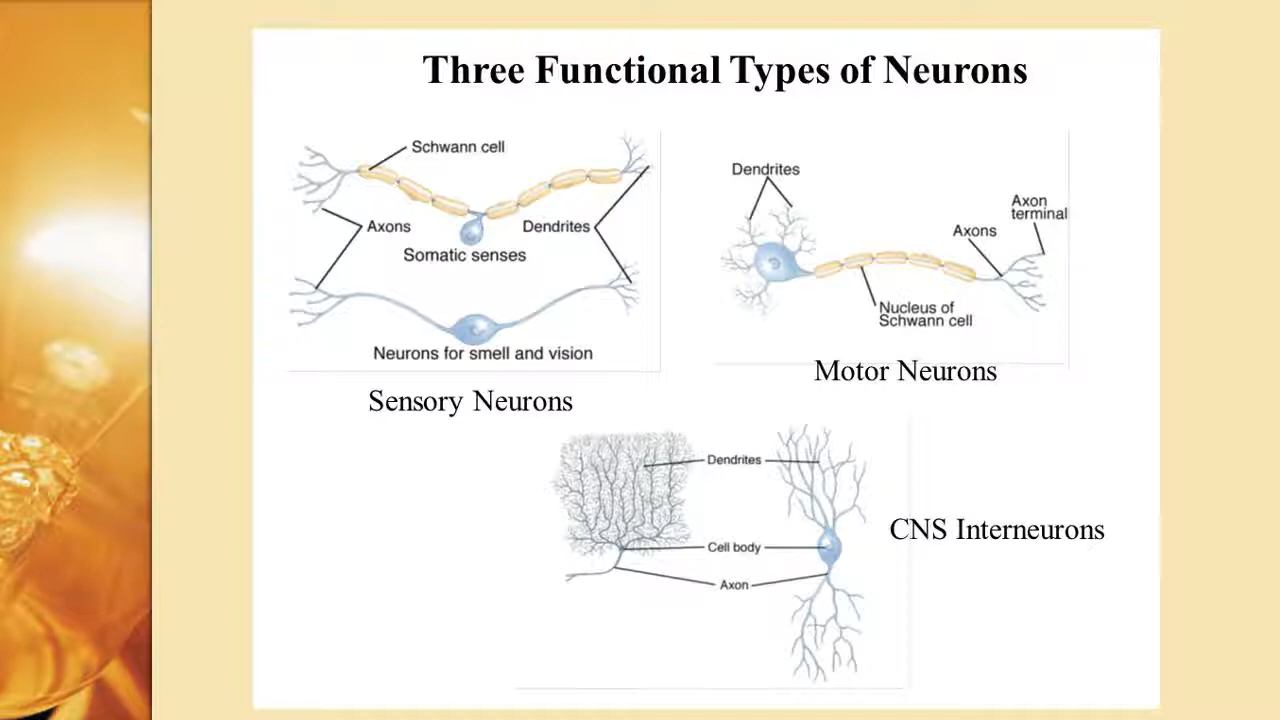 Three Functional Types of Neurons
Schwann cell
Axons
Dendrites
Somatic senses
Neurons for smell and vision
Sensory Neurons
Dendrites
Axon
terminal
Axons
Nucleus of
Schwann cell
Motor Neurons
Dendrites
Cell body
Axon
CNS Interneurons